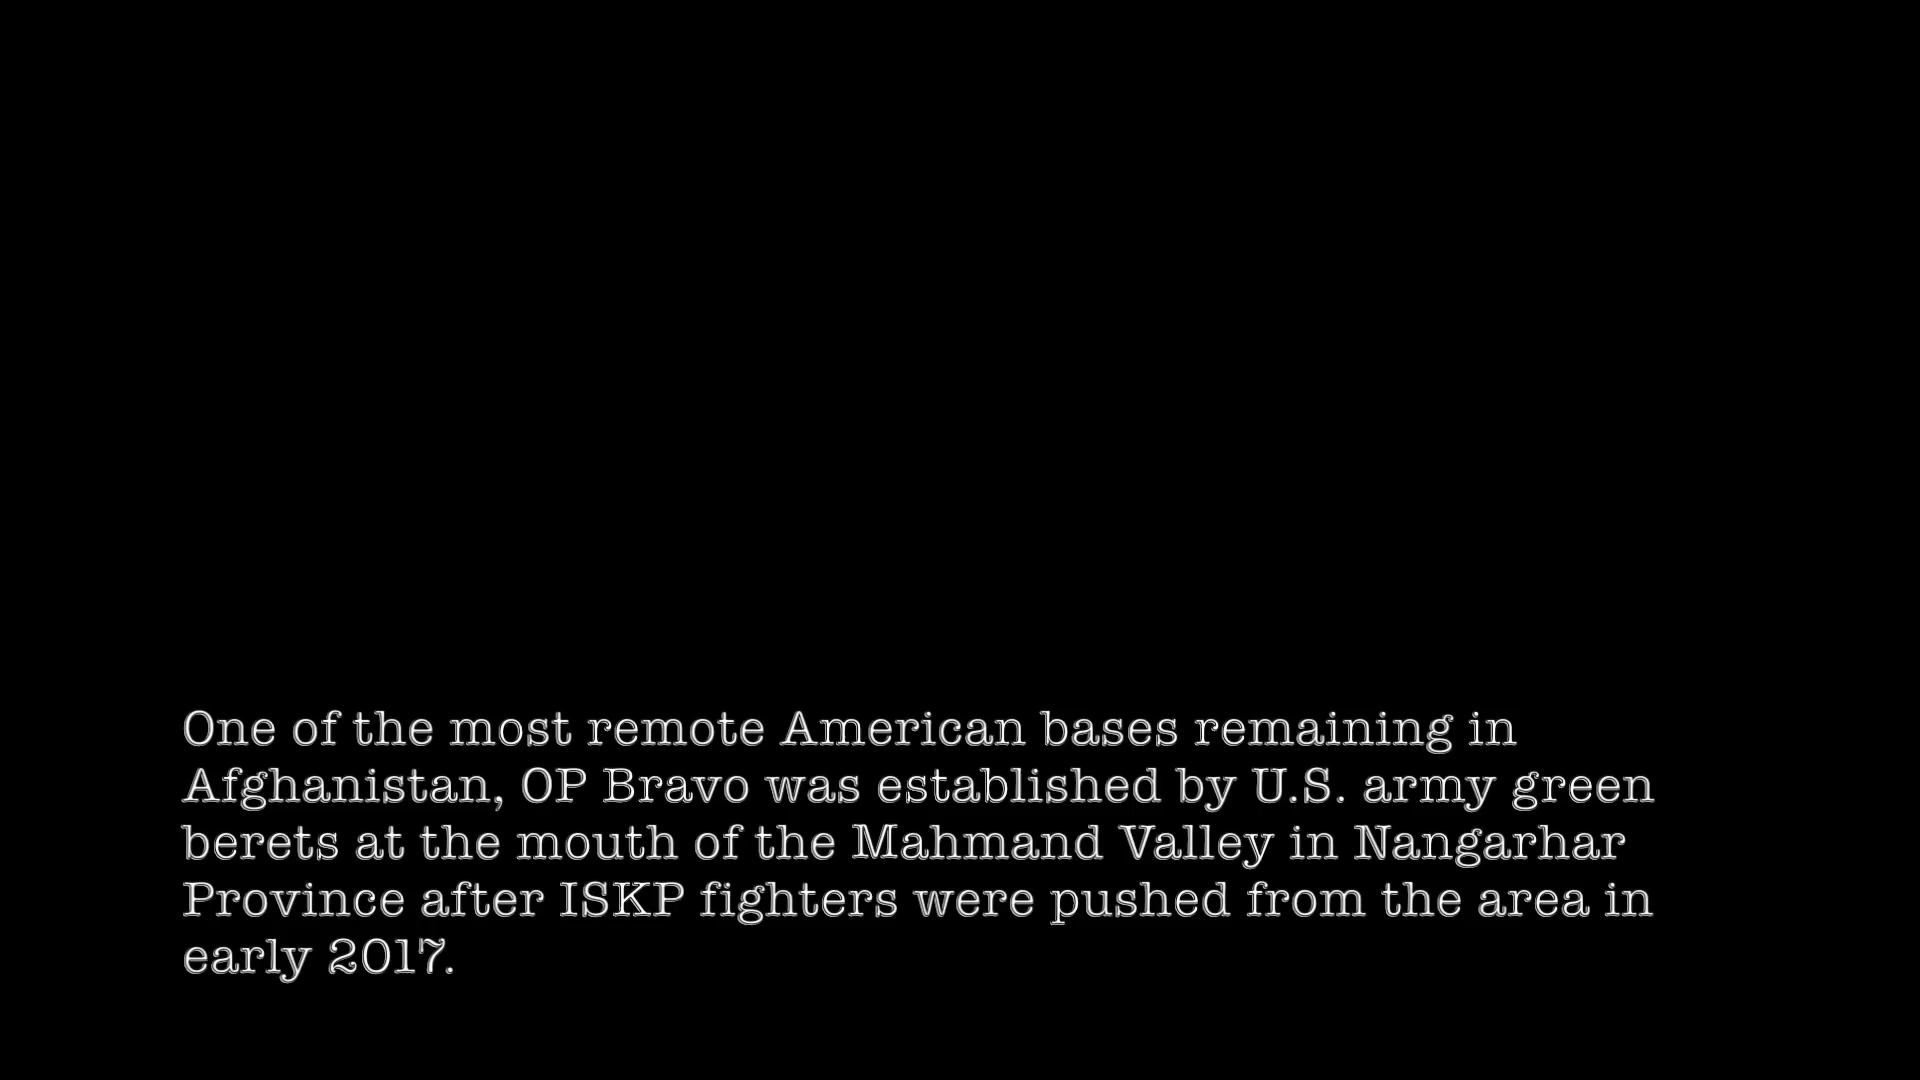 One of the most remote American bases remaining in
Afghanistan, OP Bravo was established by U.S. army green
berets at the mouth of the Mahmand Valley in Nangarhar
Province after ISKP fighters were pushed from the area in
early 2017.